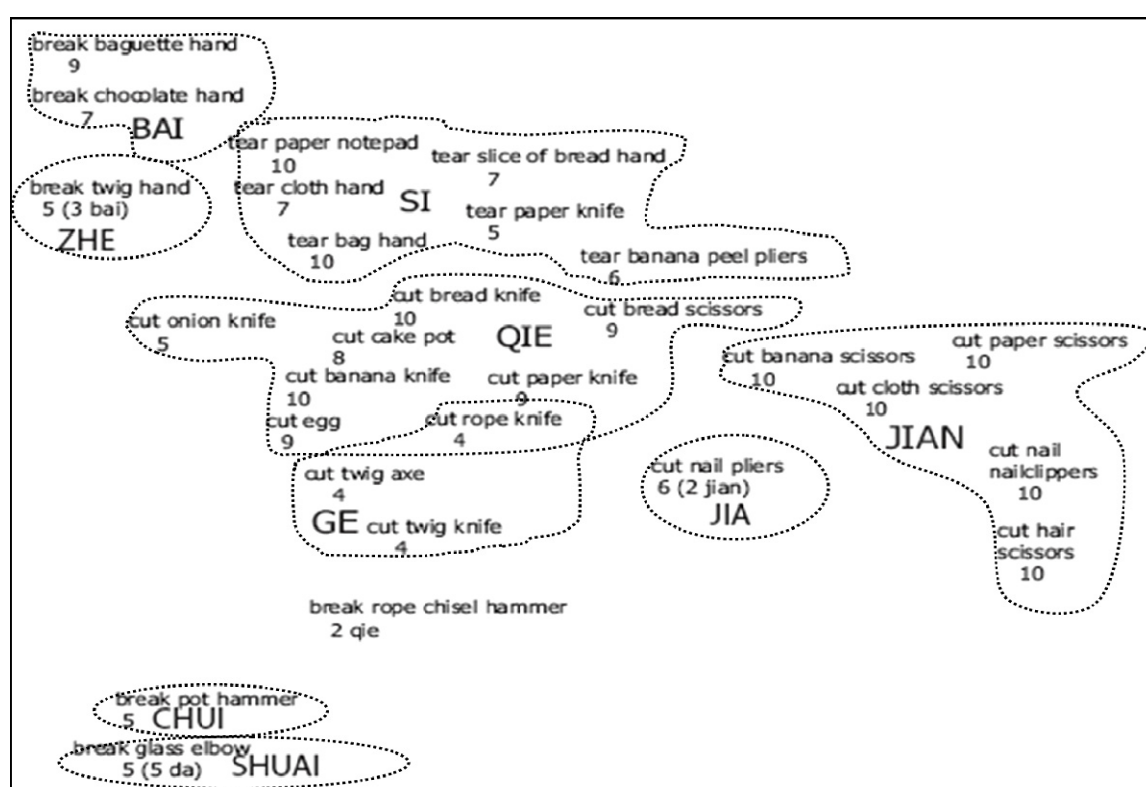 break baguette hand
9
break chocolate hand
7
BAI
tear paper notepad
10
tear slice of bread hand
7
break twig hand
5 (3 bai)
ZHE
tear cloth hand
7
SI
tear paper knife
5
tear bag hand
10
tear banana peel pliers
6
cut bread knife
10
cut bread scissors
9
cut onion knife
5
cut cake pot
8
QIE
cut banana knife
10
cut paper knife
9
cut egg
9
cut rope knife
4
cut banana scissors
10
cut paper scissors
10
cut cloth scissors
10
JIAN
cut nail
nailclippers
10
cut hair
scissors
10
cut twig axe
4
GE cut twig knife
4
cut nail pliers
6 (2 jian)
JIA
break rope chisel hammer
2 qie
break pot hammer
5 CHUI
break glass elbow
5 (5 da) SHUAI